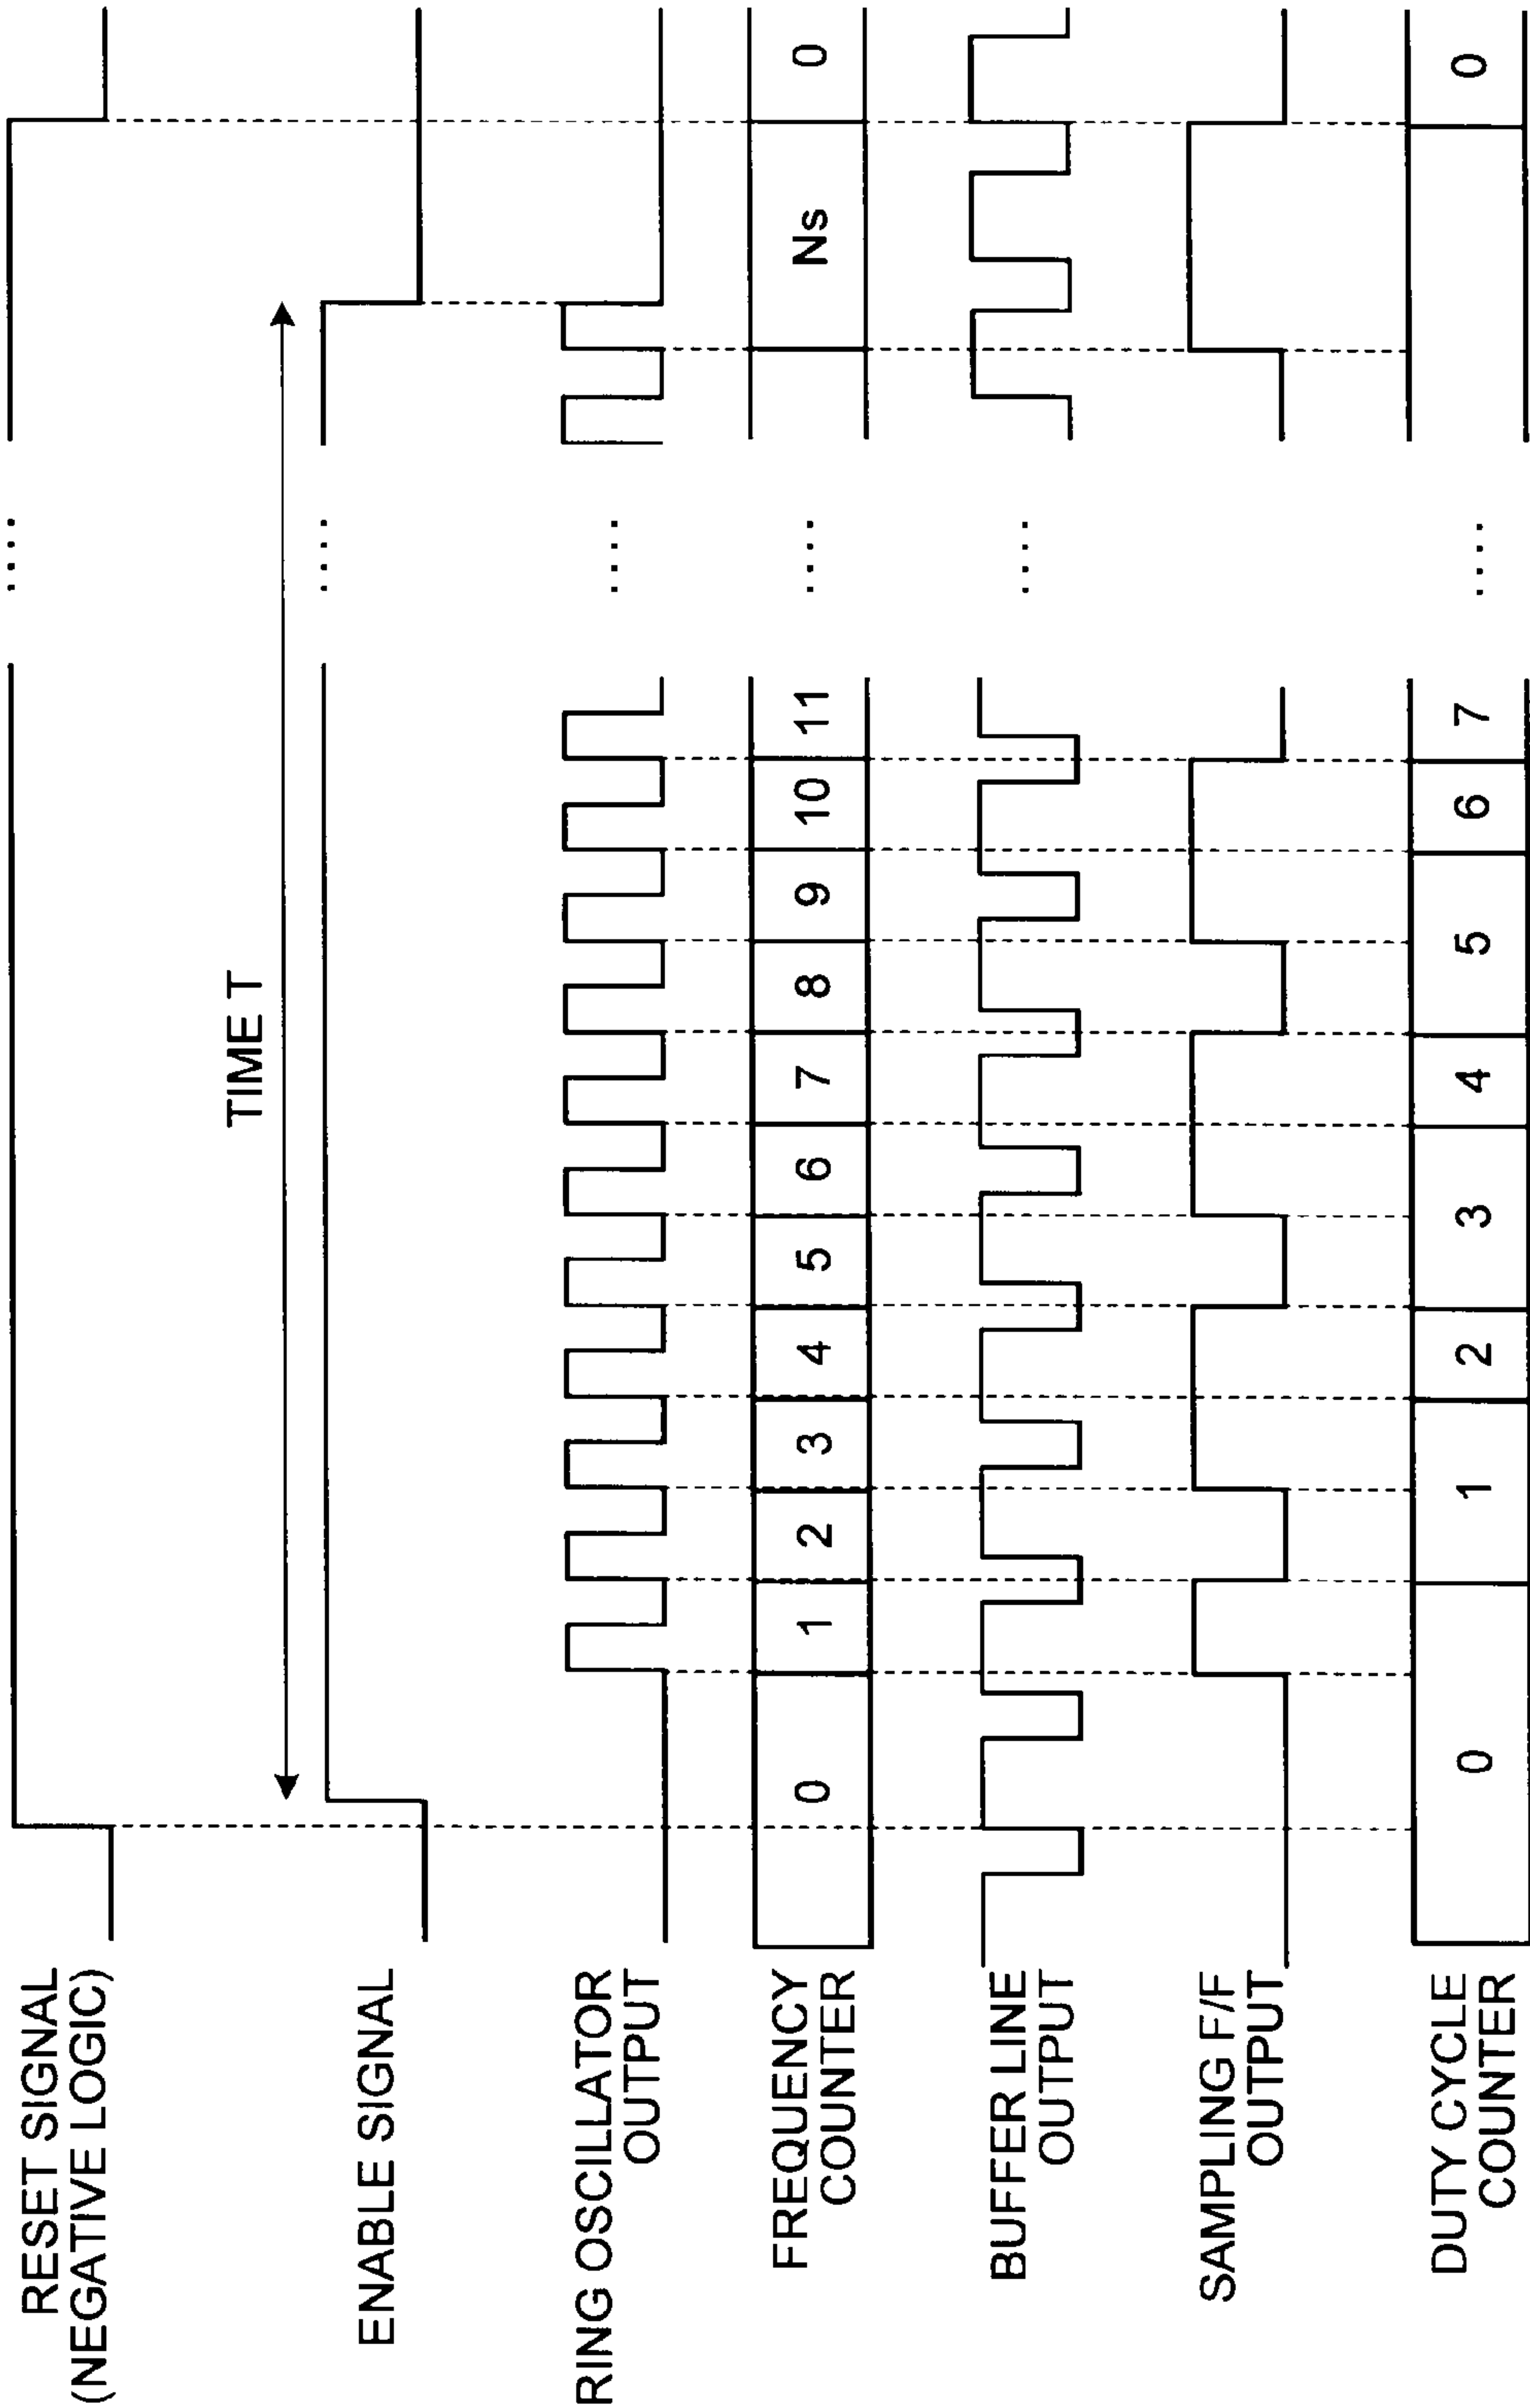 RESET SIGNAL
(NEGATIVE LOGIC)
....
TIME T
ENABLE SIGNAL
....
RING OSCILLATOR
OUTPUT
....
FREQUENCY
COUNTER
0 1 2 3 4 5 6 7 8 9 10 11 .... Ns 0
BUFFER LINE
OUTPUT
....
SAMPLING F/F
OUTPUT
DUTY CYCLE
COUNTER
0 1 2 3 4 5 6 7 .... 0